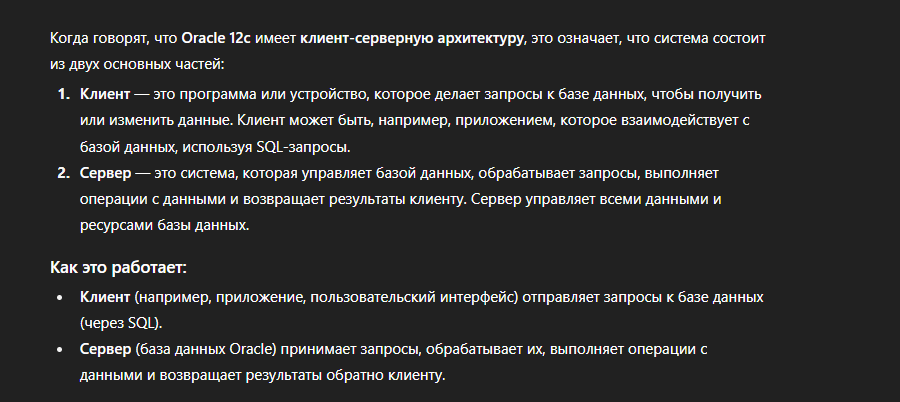 Когда говорят, что Oracle 12c имеет клиент-серверную архитектуру, это означает, что система состоит
из двух основных частей:
1. Клиент — это программа или устройство, которое делает запросы к базе данных, чтобы получить
или изменить данные. Клиент может быть, например, приложением, которое взаимодействует с
базой данных, используя SQL-запросы.
2. Сервер — это система, которая управляет базой данных, обрабатывает запросы, выполняет
операции с данными и возвращает результаты клиенту. Сервер управляет всеми данными и
ресурсами базы данных.
Как это работает:
• Клиент (например, приложение, пользовательский интерфейс) отправляет запросы к базе данных
(через SQL).
• Сервер (база данных Oracle) принимает запросы, обрабатывает их, выполняет операции с
данными и возвращает результаты обратно клиенту.